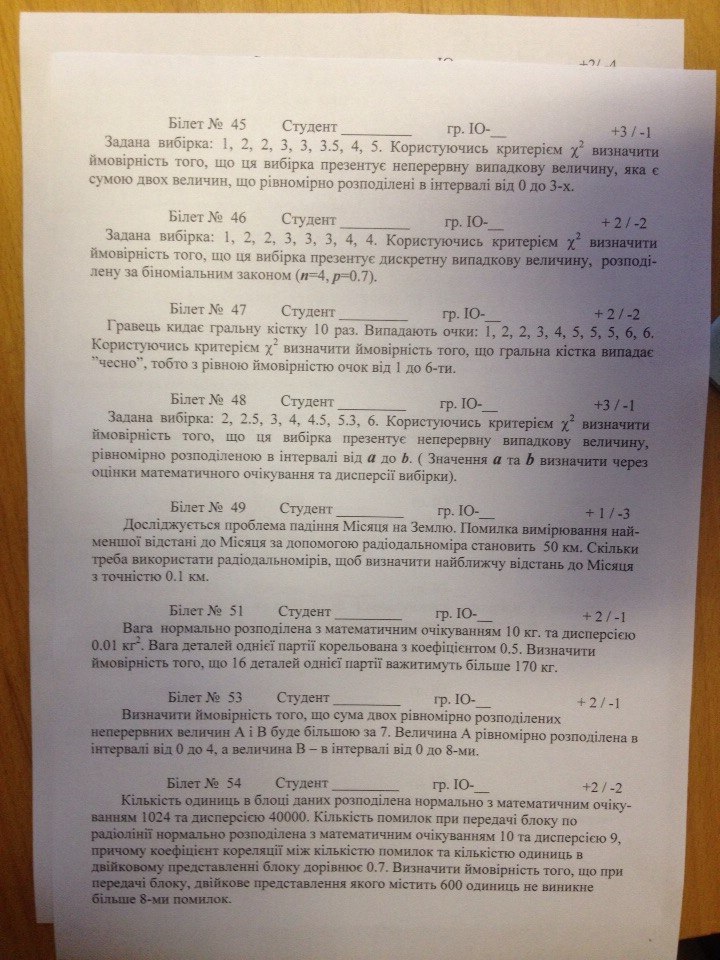 +2/ -4
Білет № 45 Студент _________ гр. ІО-__ +3 / -1
Задана вибірка: 1, 2, 2, 3, 3, 3.5, 4, 5. Користуючись критерієм χ² визначити
ймовірність того, що ця вибірка презентує неперервну випадкову величину, яка є
сумою двох величин, що рівномірно розподілені в інтервалі від 0 до 3-х.
Білет № 46 Студент _________ гр. ІО-__ + 2 / -2
Задана вибірка: 1, 2, 2, 3, 3, 3, 4, 4. Користуючись критерієм χ² визначити
ймовірність того, що ця вибірка презентує дискретну випадкову величину, розподі-
лену за біноміальним законом (n=4, p=0.7).
Білет № 47 Студент _________ гр. ІО-__ + 2 / -2
Гравець кидає гральну кістку 10 раз. Випадають очки: 1, 2, 2, 3, 4, 5, 5, 5, 6, 6.
Користуючись критерієм χ² визначити ймовірність того, що гральна кістка випадає
”чесно”, тобто з рівною ймовірністю очок від 1 до 6-ти.
Білет № 48 Студент _________ гр. ІО-__ +3 / -1
Задана вибірка: 2, 2.5, 3, 4, 4.5, 5.3, 6. Користуючись критерієм χ² визначити
ймовірність того, що ця вибірка презентує неперервну випадкову величину,
рівномірно розподіленою в інтервалі від a до b. ( Значення a та b визначити через
оцінки математичного очікування та дисперсії вибірки).
Білет № 49 Студент _________ гр. ІО-__ + 1 / -3
Досліджується проблема падіння Місяця на Землю. Помилка вимірювання най-
меншої відстані до Місяця за допомогою радіодальноміра становить 50 км. Скільки
треба використати радіодальномірів, щоб визначити найближчу відстань до Місяця
з точністю 0.1 км.
Білет № 51 Студент _________ гр. ІО-__ + 2 / -1
Вага нормально розподілена з математичним очікуванням 10 кг. та дисперсією
0.01 кг². Вага деталей однієї партії корельована з коефіцієнтом 0.5. Визначити
ймовірність того, що 16 деталей однієї партії важитимуть більше 170 кг.
Білет № 53 Студент _________ гр. ІО-__ + 2 / -1
Визначити ймовірність того, що сума двох рівномірно розподілених
неперервних величин А і В буде більшою за 7. Величина А рівномірно розподілена в
інтервалі від 0 до 4, а величина В – в інтервалі від 0 до 8-ми.
Білет № 54 Студент _________ гр. ІО-__ +2 / -2
Кількість одиниць в блоці даних розподілена нормально з математичним очіку-
ванням 1024 та дисперсією 40000. Кількість помилок при передачі блоку по
радіолінії нормально розподілена з математичним очікуванням 10 та дисперсією 9,
причому коефіцієнт кореляції між кількістю помилок та кількістю одиниць в
двійковому представленні блоку дорівнює 0.7. Визначити ймовірність того, що при
передачі блоку, двійкове представлення якого містить 600 одиниць не виникне
більше 8-ми помилок.